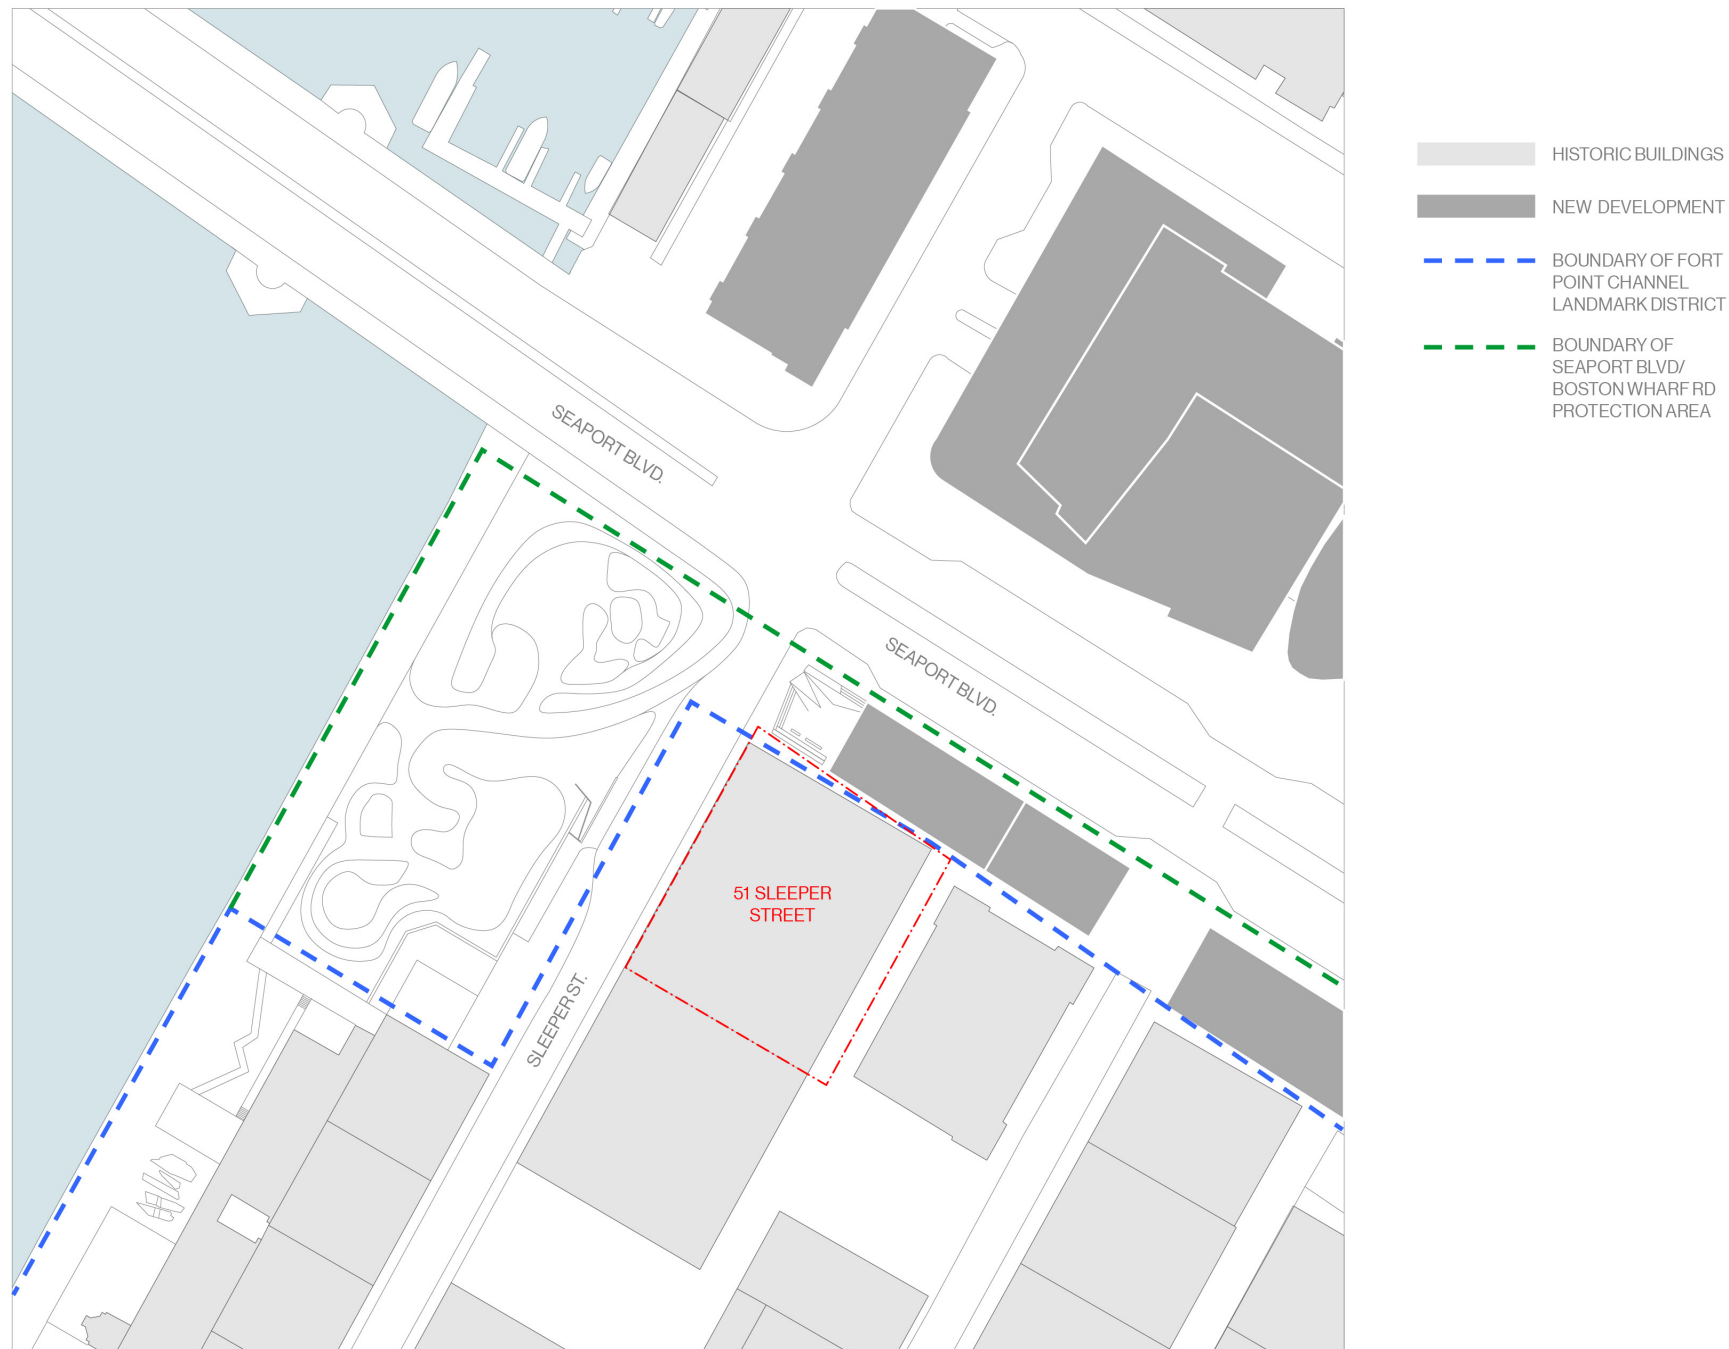 HISTORIC BUILDINGS
NEW DEVELOPMENT
BOUNDARY OF FORT
POINT CHANNEL
LANDMARK DISTRICT
BOUNDARY OF
SEAPORT BLVD/
BOSTON WHARF RD
PROTECTION AREA
SEAPORT BLVD.
SEAPORT BLVD.
51 SLEEPER
STREET
SLEEPER ST.